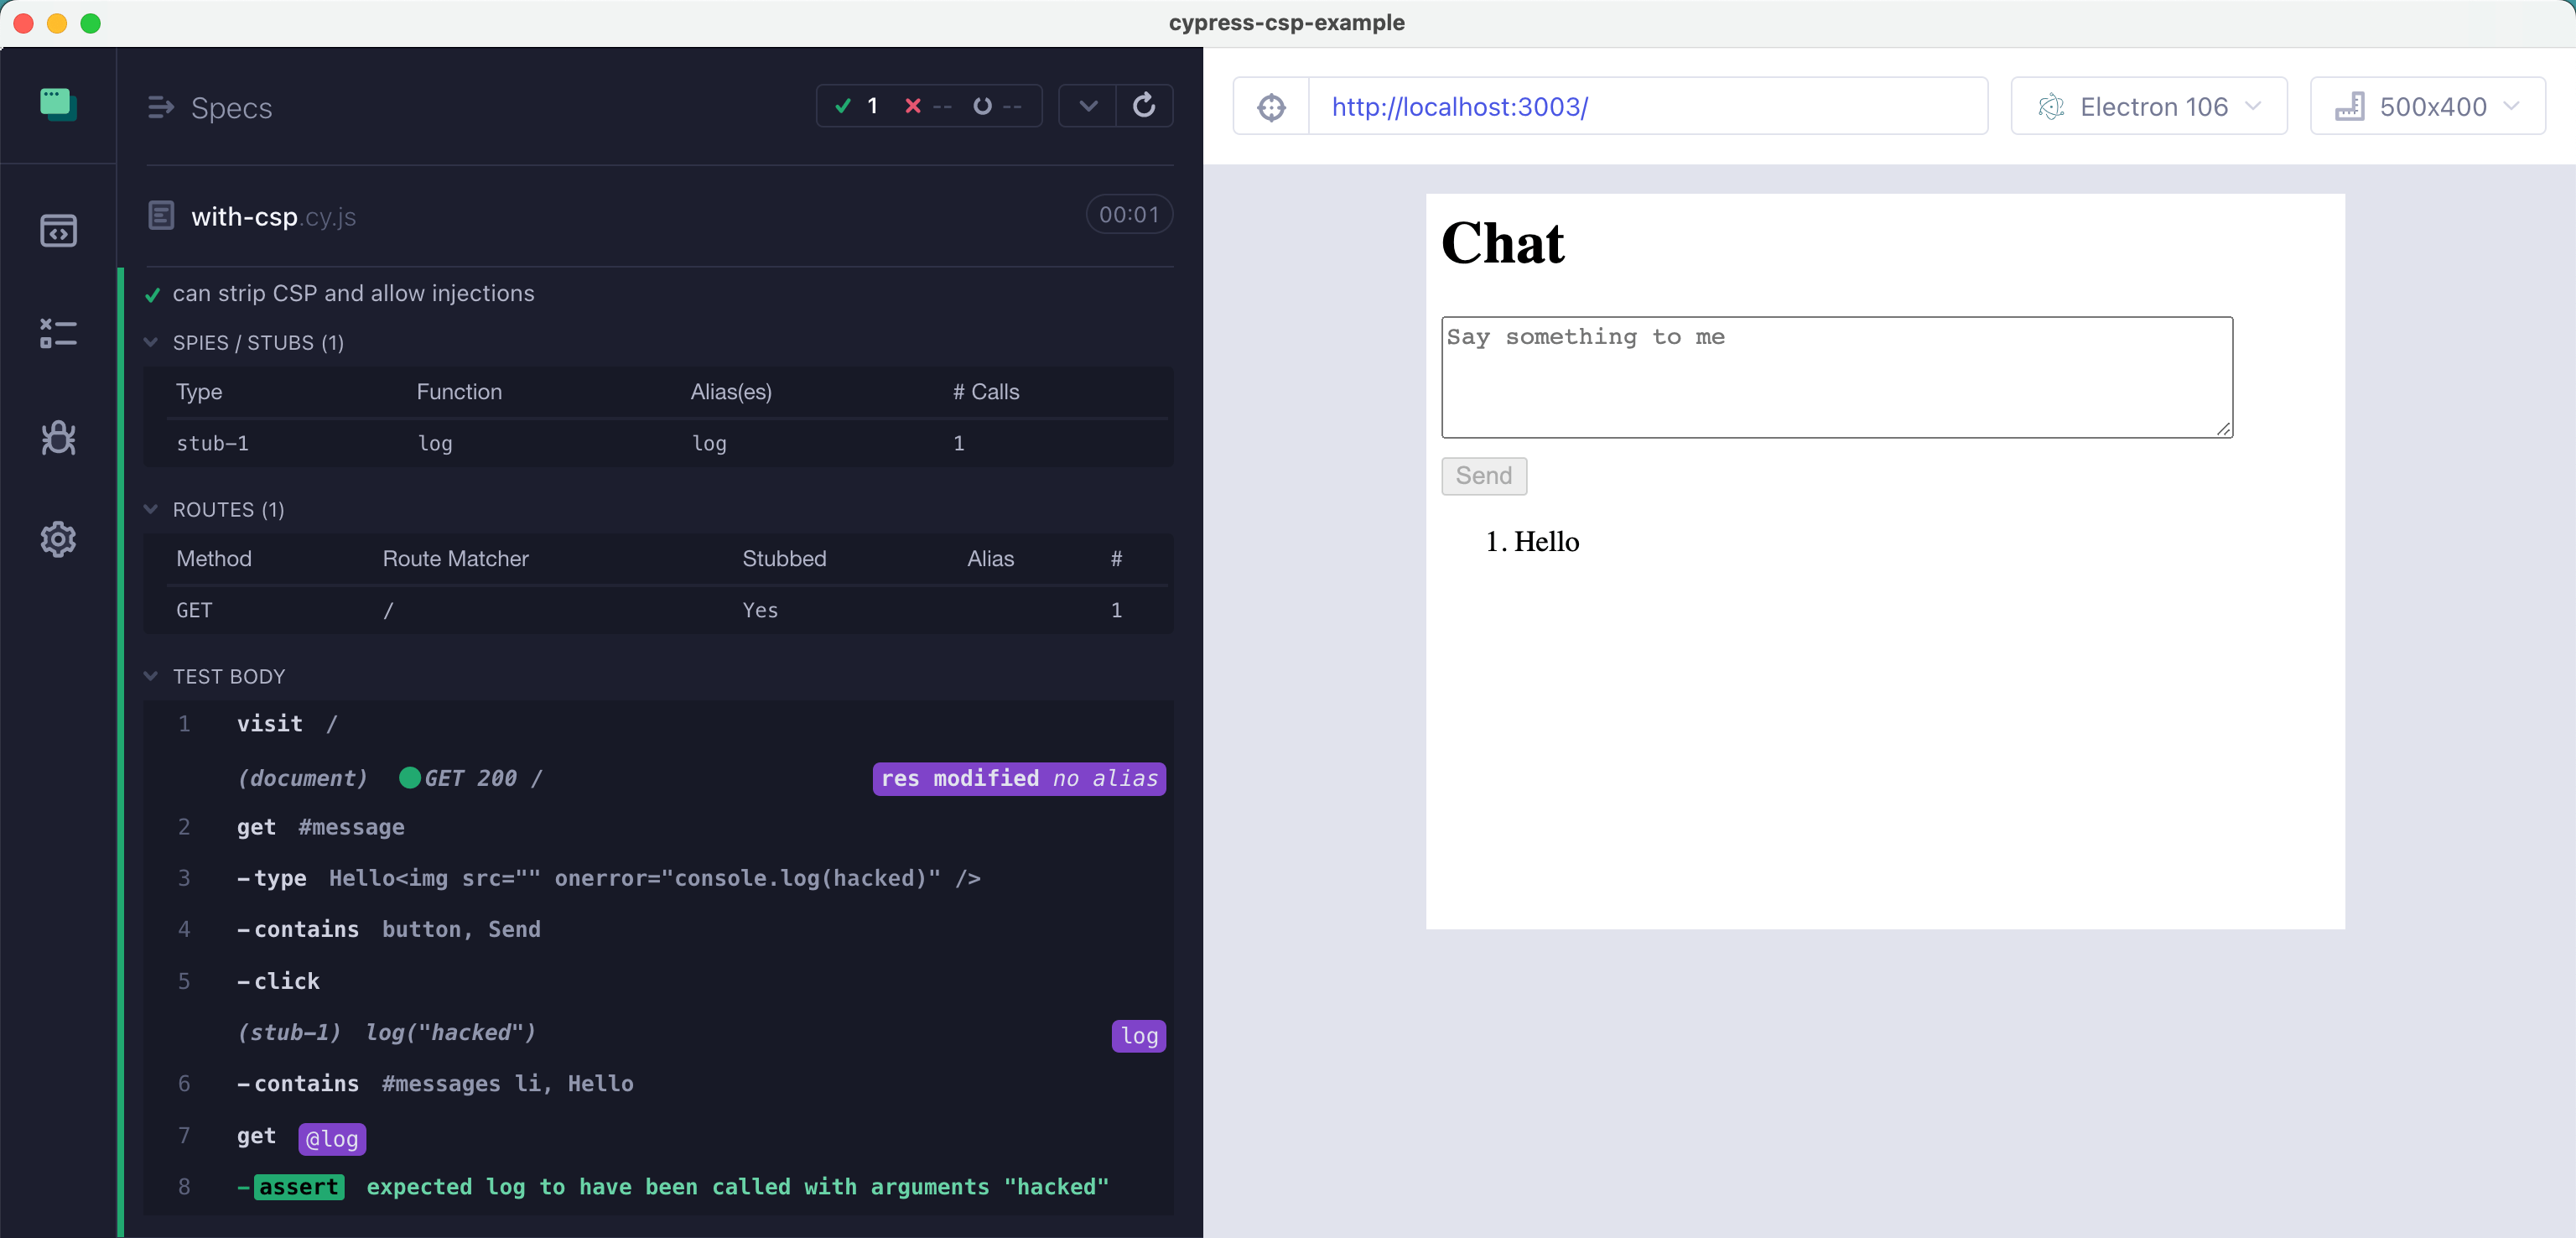 cypress-csp-example
Specs
1 -- --
with-csp.cy.js 00:01
can strip CSP and allow injections
SPIES / STUBS (1)
Type Function Alias(es) # Calls
stub-1 log log 1
ROUTES (1)
Method Route Matcher Stubbed Alias #
GET / Yes 1
TEST BODY
1 visit /
(document) GET 200 / res modified no alias
2 get #message
3 -type Hello<img src="" onerror="console.log(hacked)" />
4 -contains button, Send
5 -click
(stub-1) log("hacked") log
6 -contains #messages li, Hello
7 get @log
8 -assert expected log to have been called with arguments "hacked"
http://localhost:3003/
Electron 106
500x400
Chat
Say something to me
Send
1. Hello